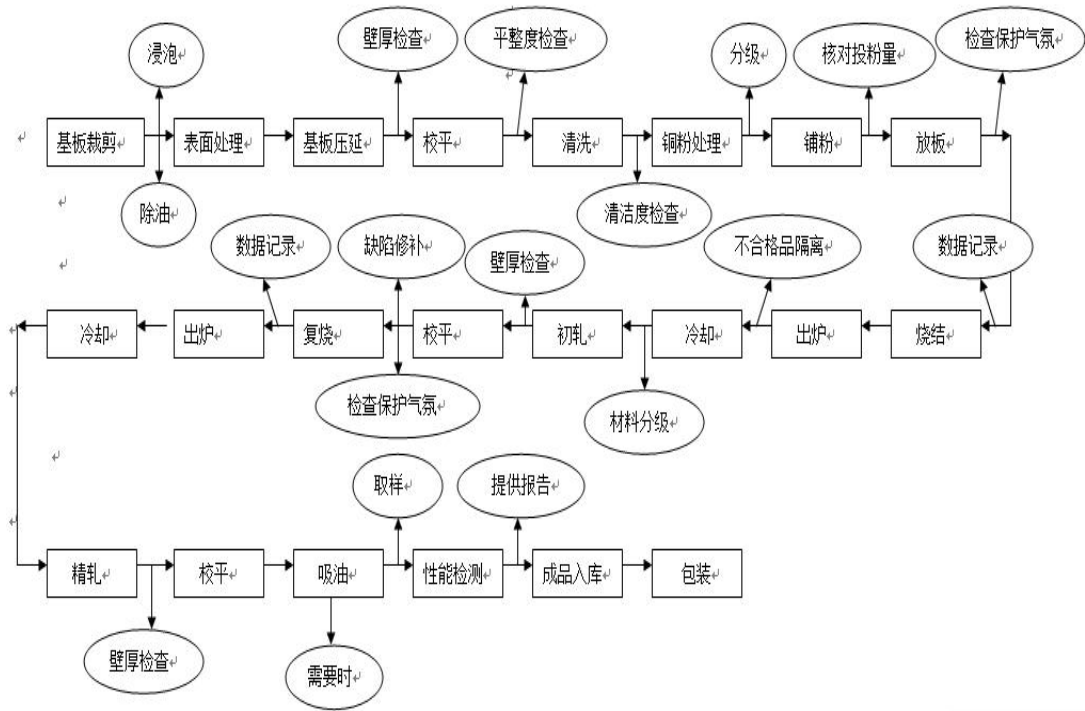 浸泡
壁厚检查
平整度检查
分级
核对投粉量
检查保护气氛
基板裁剪
表面处理
基板压延
校平
清洗
铜粉处理
铺粉
放板
除油
清洁度检查
数据记录
缺陷修补
壁厚检查
不合格品隔离
数据记录
冷却
出炉
复烧
校平
初轧
冷却
出炉
烧结
检查保护气氛
材料分级
取样
提供报告
精轧
校平
吸油
性能检测
成品入库
包装
壁厚检查
需要时